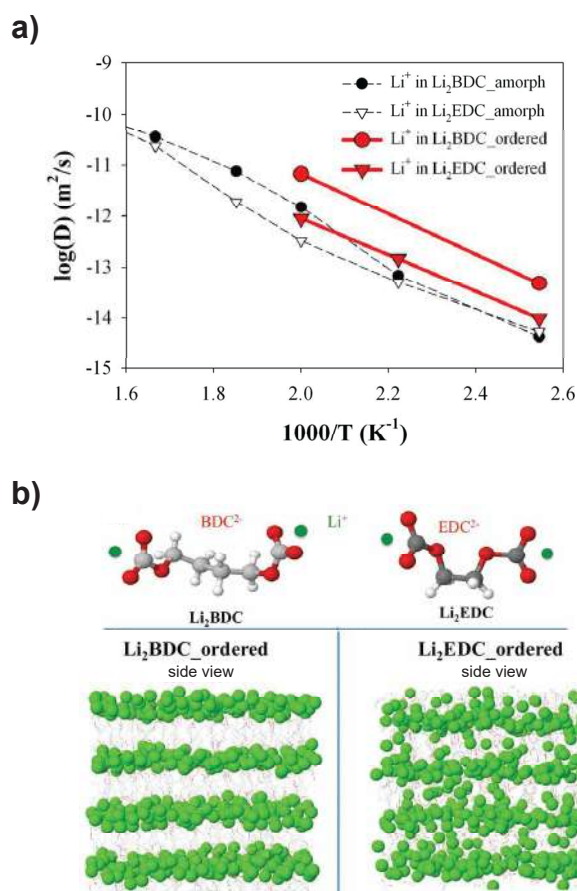 a)
-9
-10
-11
-12
-13
-14
-15
log(D) (m²/s)
Li⁺ in Li₂BDC_amorph
Li⁺ in Li₂EDC_amorph
Li⁺ in Li₂BDC_ordered
Li⁺ in Li₂EDC_ordered
1.6 1.8 2.0 2.2 2.4 2.6
1000/T (K⁻¹)
b)
BDC²⁻ Li⁺ EDC²⁻
Li₂BDC Li₂EDC
Li₂BDC_ordered Li₂EDC_ordered
side view side view